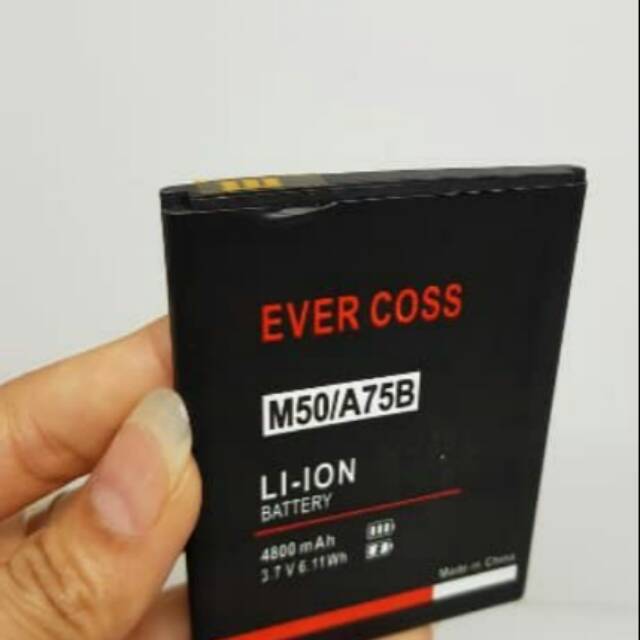 EVER COSS
M50/A75B
LI-ION
BATTERY
4800 mAh
3.7 V 6.11Wh
Made in China